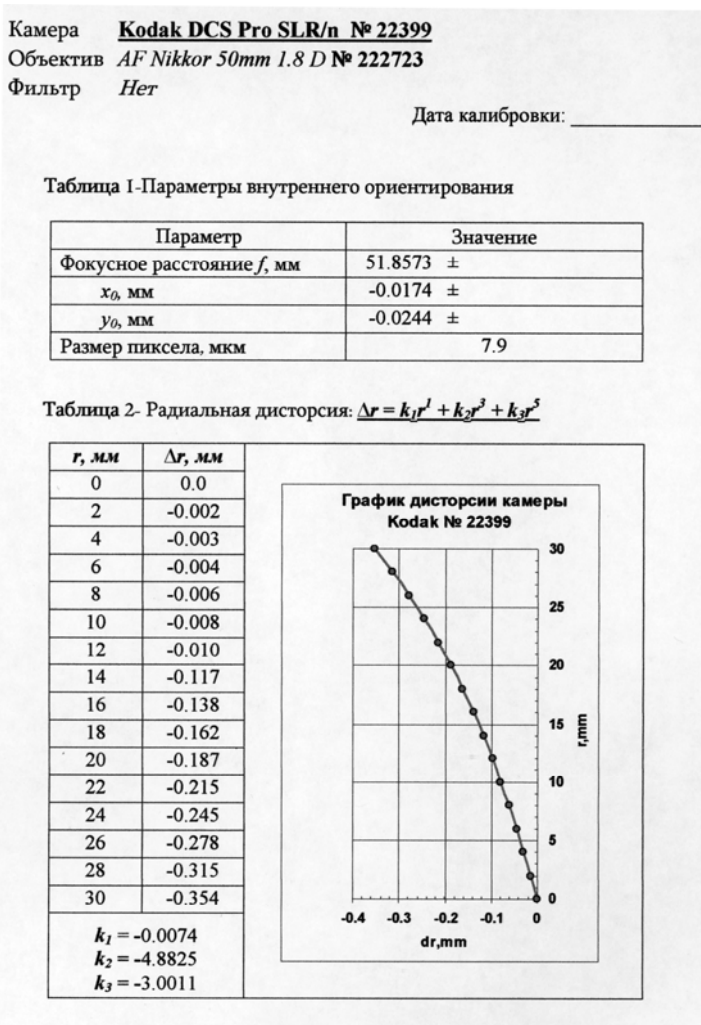 Камера Kodak DCS Pro SLR/n № 22399
Объектив AF Nikkor 50mm 1.8 D № 222723
Фильтр Нет
Дата калибровки:
Таблица 1-Параметры внутреннего ориентирования
Параметр Значение
Фокусное расстояние f, мм 51.8573 ±
x0, мм -0.0174 ±
y0, мм -0.0244 ±
Размер пиксела, мкм 7.9
Таблица 2- Радиальная дисторсия: Δr = k1r^1 + k2r^3 + k3r^5
r, мм Δr, мм
0 0.0
2 -0.002
4 -0.003
6 -0.004
8 -0.006
10 -0.008
12 -0.010
14 -0.117
16 -0.138
18 -0.162
20 -0.187
22 -0.215
24 -0.245
26 -0.278
28 -0.315
30 -0.354
k1 = -0.0074
k2 = -4.8825
k3 = -3.0011
График дисторсии камеры
Kodak № 22399
30
25
20
15
10
5
0
r,mm
-0.4 -0.3 -0.2 -0.1 0
dr,mm